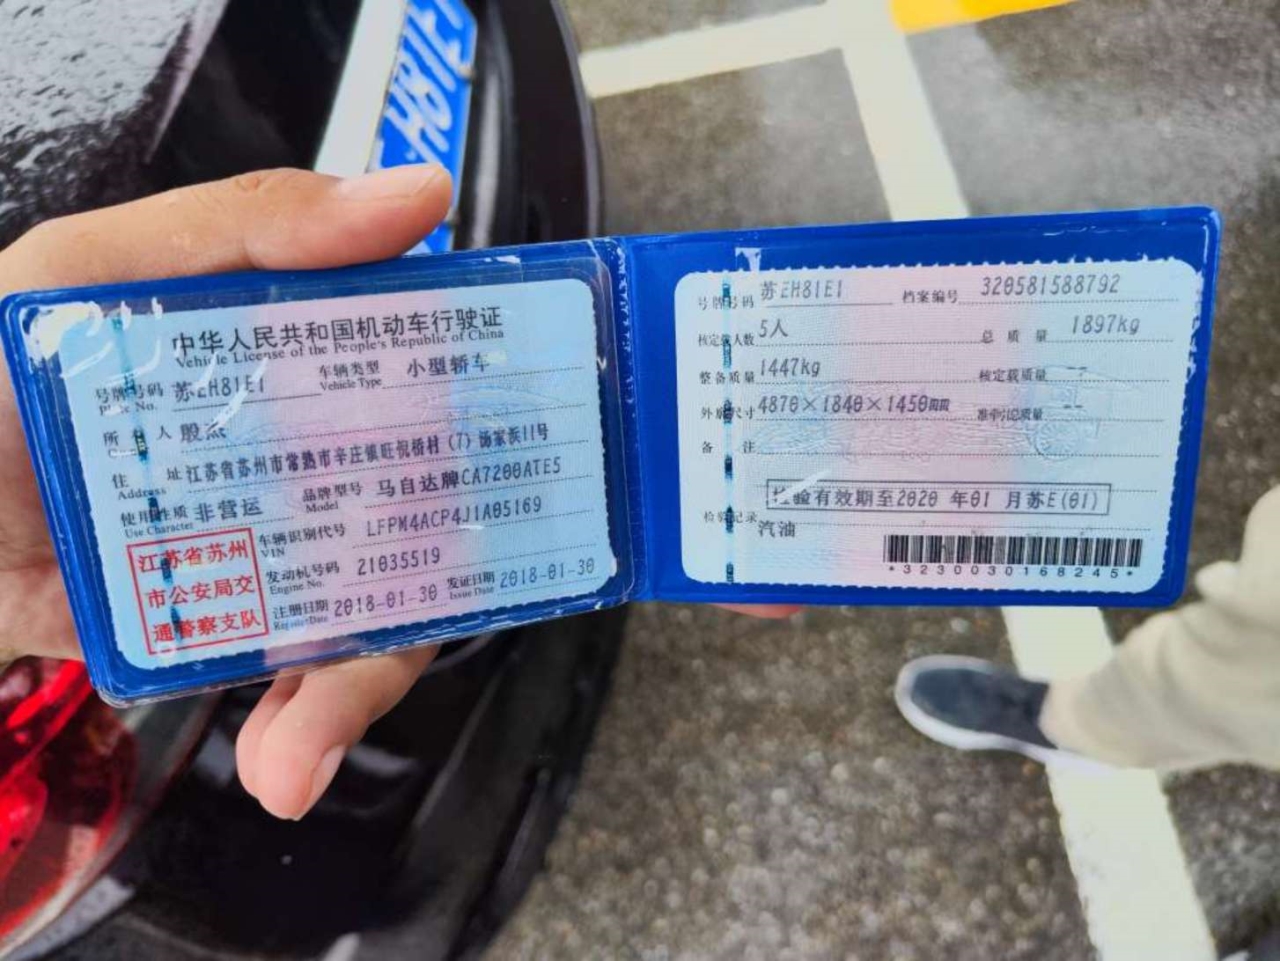 中华人民共和国机动车行驶证
Vehicle License of the People's Republic of China
号牌号码 苏EH81E1 车辆类型 小型轿车
Plate No. Vehicle Type
所 人 殷
住 址 江苏省苏州市常熟市辛庄镇旺倪桥村(7)汤家浜11号
Address
使用性质 非营运 品牌型号 马自达牌CA7200ATE5
Use Character Model
江苏省苏州
市公安局交
通警察支队
车辆识别代号 LFPM4ACP4J1A05169
VIN
发动机号码 21035519
Engine No.
注册日期 2018-01-30 发证日期 2018-01-30
Register Date Issue Date
号牌号码 苏EH81E1 档案编号 320581588792
核定载人数 5人 总质量 1897kg
整备质量 1447kg 核定载质量 --
外廓尺寸 4870×1840×1450mm 准牵引总质量 --
备 注
检验有效期至2020 年01 月苏E(01)
检验记录
汽油
*3230030168245*